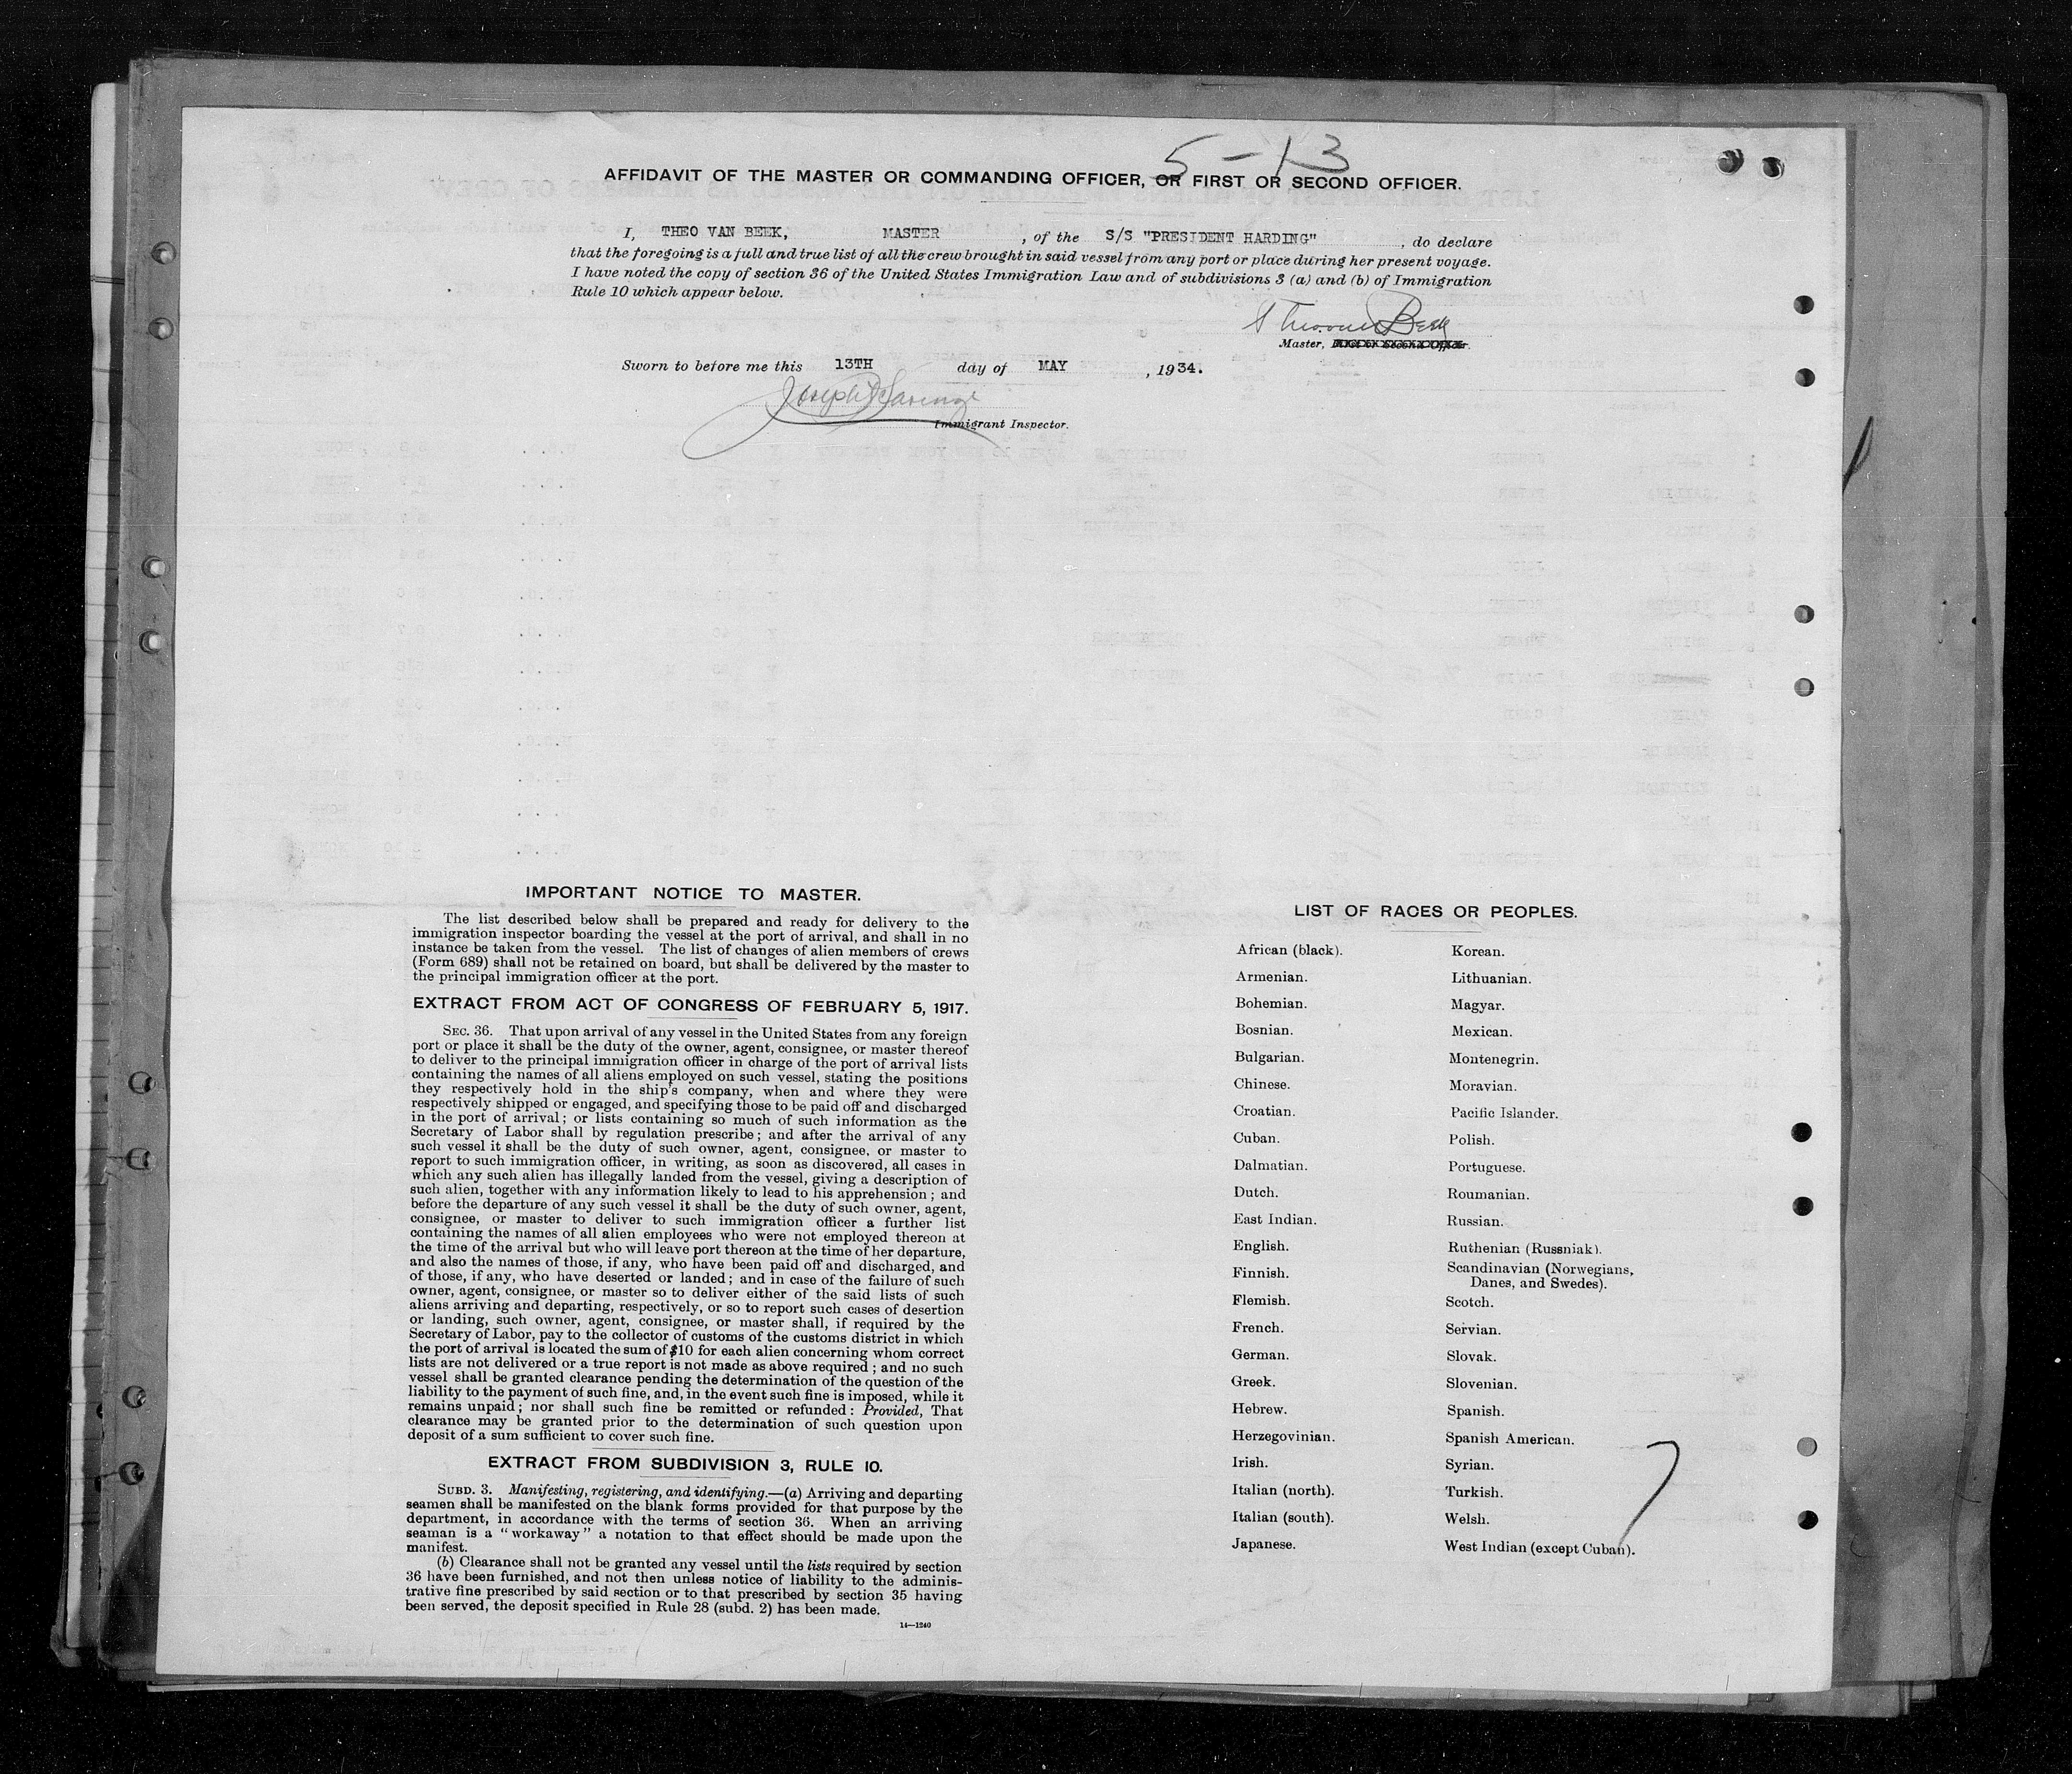 5-13
AFFIDAVIT OF THE MASTER OR COMMANDING OFFICER, OR FIRST OR SECOND OFFICER.
I, THEO VAN BEEK, MASTER, of the S/S "PRESIDENT HARDING", do declare
that the foregoing is a full and true list of all the crew brought in said vessel from any port or place during her present voyage.
I have noted the copy of section 36 of the United States Immigration Law and of subdivisions 3 (a) and (b) of Immigration
Rule 10 which appear below.
Master, First or Second Officer.
Sworn to before me this 13TH day of MAY, 1934.
Immigrant Inspector.
IMPORTANT NOTICE TO MASTER.
The list described below shall be prepared and ready for delivery to the
immigration inspector boarding the vessel at the port of arrival, and shall in no
instance be taken from the vessel. The list of changes of alien members of crews
(Form 689) shall not be retained on board, but shall be delivered by the master to
the principal immigration officer at the port.
EXTRACT FROM ACT OF CONGRESS OF FEBRUARY 5, 1917.
SEC. 36. That upon arrival of any vessel in the United States from any foreign
port or place it shall be the duty of the owner, agent, consignee, or master thereof
to deliver to the principal immigration officer in charge of the port of arrival lists
containing the names of all aliens employed on such vessel, stating the positions
they respectively hold in the ship's company, when and where they were
respectively shipped or engaged, and specifying those to be paid off and discharged
in the port of arrival; or lists containing so much of such information as the
Secretary of Labor shall by regulation prescribe; and after the arrival of any
such vessel it shall be the duty of such owner, agent, consignee, or master to
report to such immigration officer, in writing, as soon as discovered, all cases in
which any such alien has illegally landed from the vessel, giving a description of
such alien, together with any information likely to lead to his apprehension; and
before the departure of any such vessel it shall be the duty of such owner, agent,
consignee, or master to deliver to such immigration officer a further list
containing the names of all alien employees who were not employed thereon at
the time of the arrival but who will leave port thereon at the time of her departure,
and also the names of those, if any, who have been paid off and discharged, and
of those, if any, who have deserted or landed; and in case of the failure of such
owner, agent, consignee, or master so to deliver either of the said lists of such
aliens arriving and departing, respectively, or so to report such cases of desertion
or landing, such owner, agent, consignee, or master shall, if required by the
Secretary of Labor, pay to the collector of customs of the customs district in which
the port of arrival is located the sum of $10 for each alien concerning whom correct
lists are not delivered or a true report is not made as above required; and no such
vessel shall be granted clearance pending the determination of the question of the
liability to the payment of such fine, and, in the event such fine is imposed, while it
remains unpaid; nor shall such fine be remitted or refunded: Provided, That
clearance may be granted prior to the determination of such question upon
deposit of a sum sufficient to cover such fine.
EXTRACT FROM SUBDIVISION 3, RULE 10.
SUBD. 3. Manifesting, registering, and identifying.—(a) Arriving and departing
seamen shall be manifested on the blank forms provided for that purpose by the
department, in accordance with the terms of section 36. When an arriving
seaman is a "workaway" a notation to that effect should be made upon the
manifest.
(b) Clearance shall not be granted any vessel until the lists required by section
36 have been furnished, and not then unless notice of liability to the adminis-
trative fine prescribed by said section or to that prescribed by section 35 having
been served, the deposit specified in Rule 28 (subd. 2) has been made.
14—1240
LIST OF RACES OR PEOPLES.
African (black).
Armenian.
Bohemian.
Bosnian.
Bulgarian.
Chinese.
Croatian.
Cuban.
Dalmatian.
Dutch.
East Indian.
English.
Finnish.
Flemish.
French.
German.
Greek.
Hebrew.
Herzegovinian.
Irish.
Italian (north).
Italian (south).
Japanese.
Korean.
Lithuanian.
Magyar.
Mexican.
Montenegrin.
Moravian.
Pacific Islander.
Polish.
Portuguese.
Roumanian.
Russian.
Ruthenian (Russniak).
Scandinavian (Norwegians,
Danes, and Swedes).
Scotch.
Servian.
Slovak.
Slovenian.
Spanish.
Spanish American.
Syrian.
Turkish.
Welsh.
West Indian (except Cuban).
7